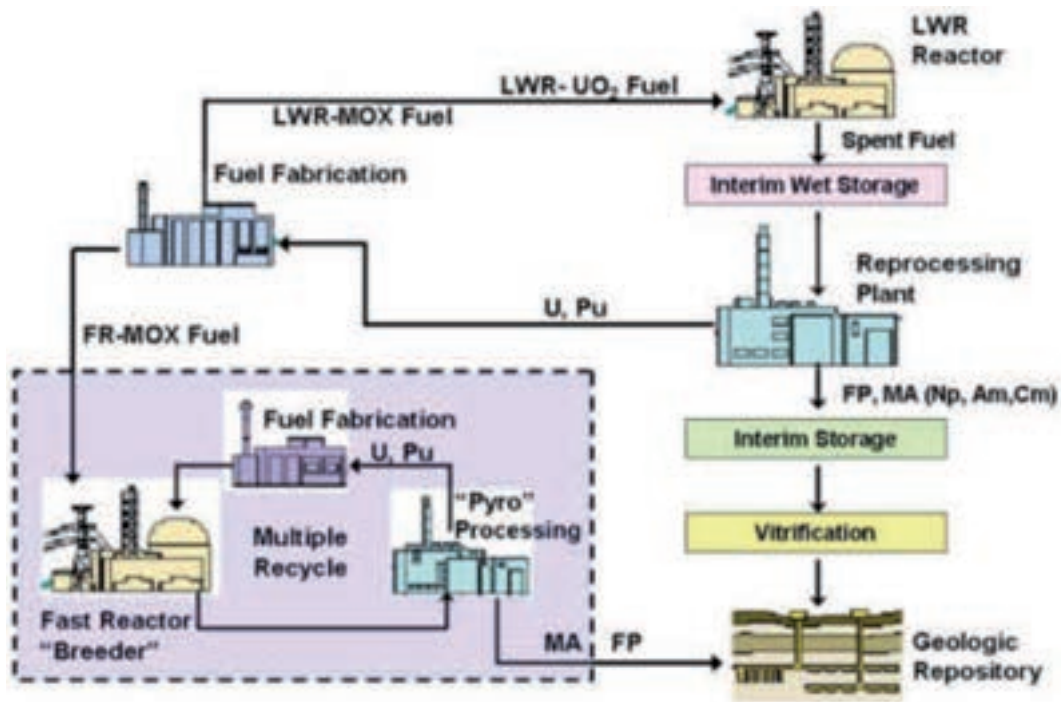 LWR
Reactor
LWR- UO₂ Fuel
LWR-MOX Fuel
Spent Fuel
Fuel Fabrication
Interim Wet Storage
Reprocessing
Plant
U, Pu
FR-MOX Fuel
FP, MA (Np, Am,Cm)
Fuel Fabrication
Interim Storage
U, Pu
"Pyro"
Processing
Multiple
Recycle
Vitrification
Fast Reactor
"Breeder"
MA FP
Geologic
Repository